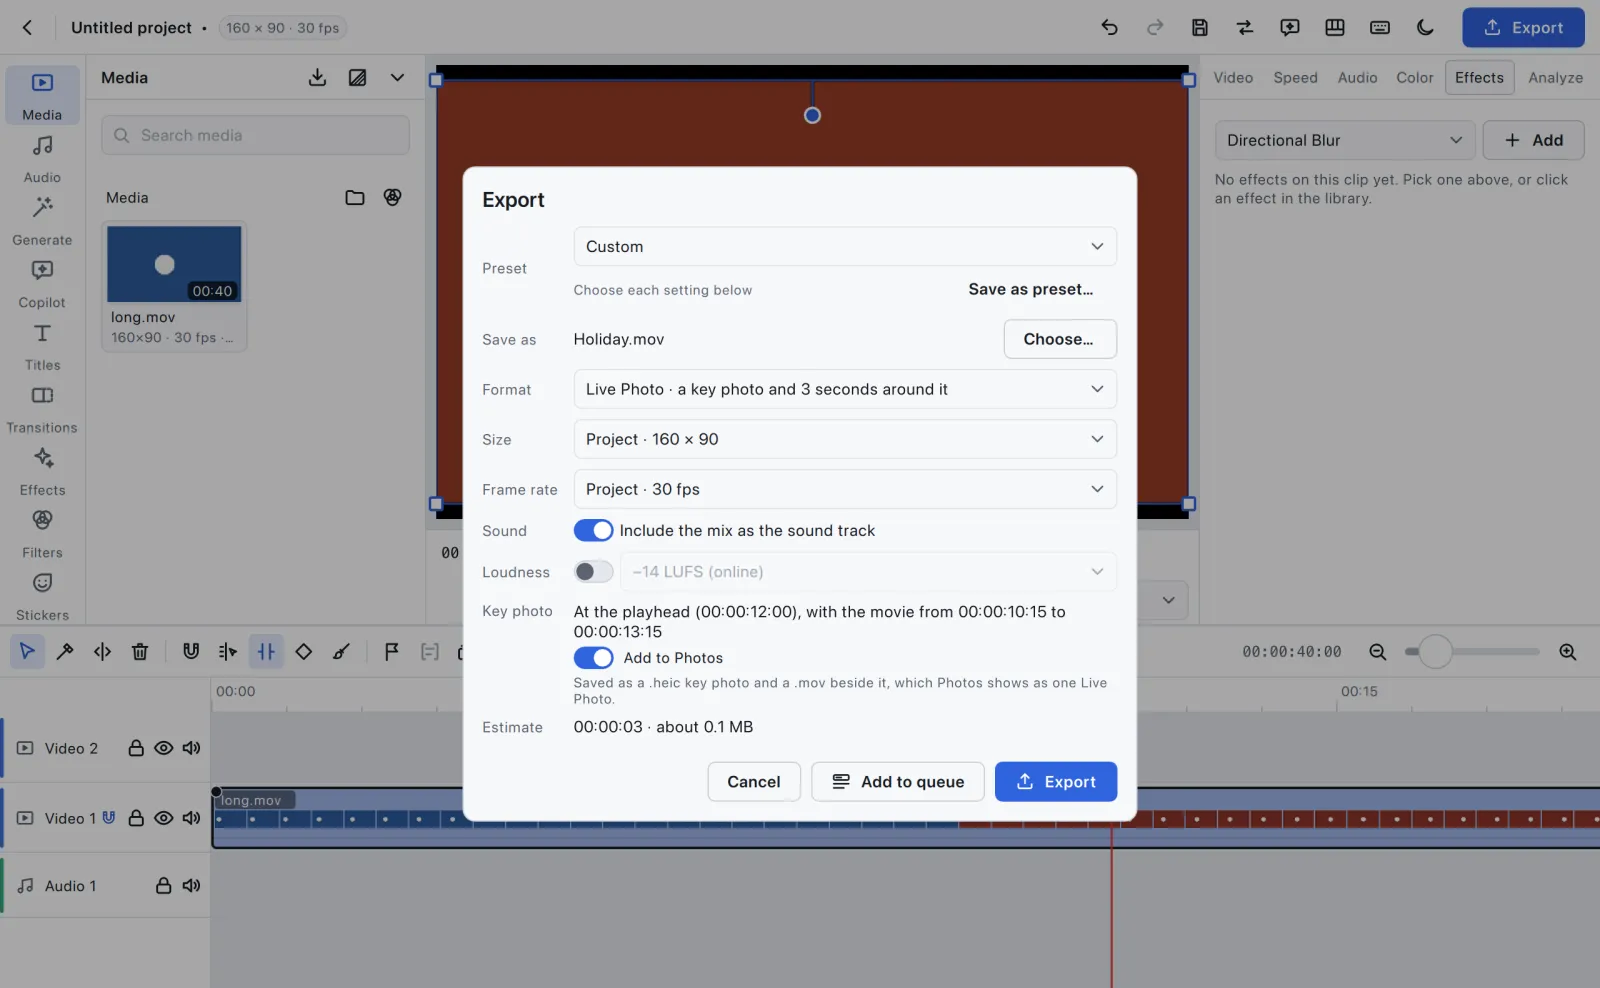 Untitled project •
160 × 90 · 30 fps
Export
Media
Audio
Generate
Copilot
Titles
Transitions
Effects
Filters
Stickers
Media
Search media
Media
00:40
long.mov
160×90 · 30 fps ·…
Video
Speed
Audio
Color
Effects
Analyze
Directional Blur
Add
No effects on this clip yet. Pick one above, or click
an effect in the library.
Export
Preset
Custom
Choose each setting below
Save as preset…
Save as
Holiday.mov
Choose…
Format
Live Photo · a key photo and 3 seconds around it
Size
Project · 160 × 90
Frame rate
Project · 30 fps
Sound
Include the mix as the sound track
Loudness
−14 LUFS (online)
Key photo
At the playhead (00:00:12:00), with the movie from 00:00:10:15 to
00:00:13:15
Add to Photos
Saved as a .heic key photo and a .mov beside it, which Photos shows as one Live
Photo.
Estimate
00:00:03 · about 0.1 MB
Cancel
Add to queue
Export
00
00:00:40:00
00:00
00:15
Video 2
Video 1
long.mov
Audio 1